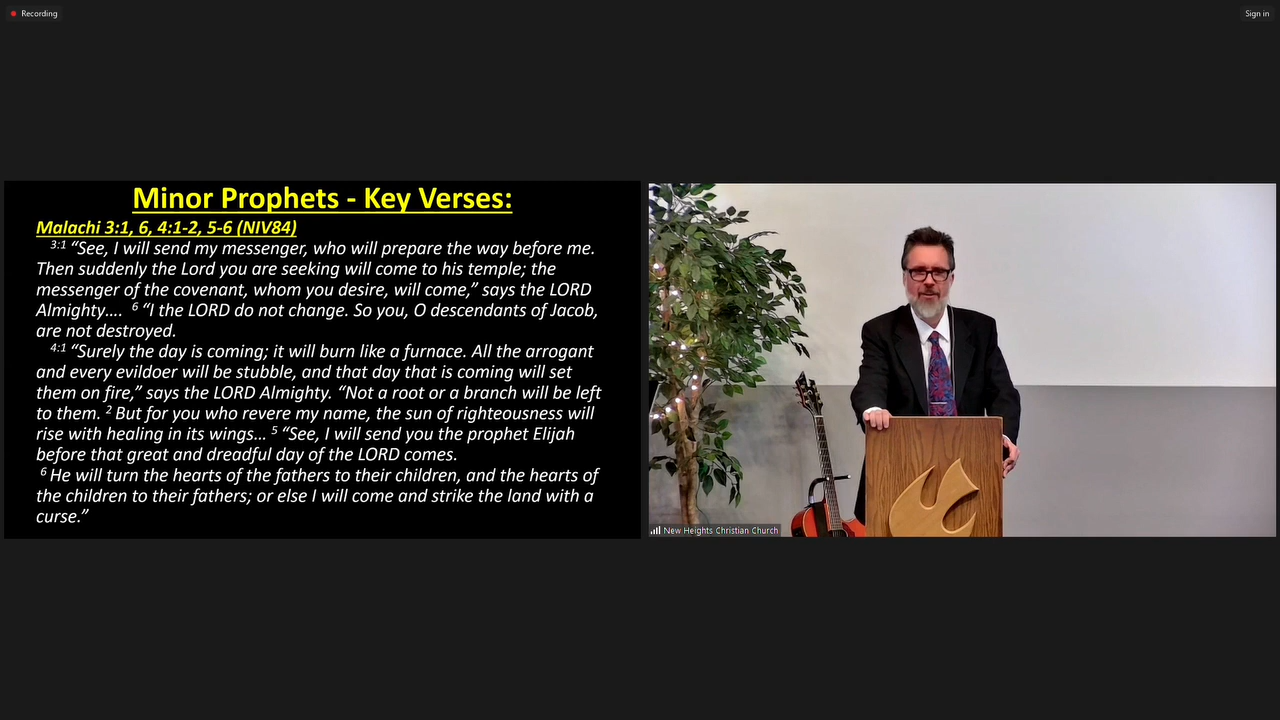 Recording
Sign in
Minor Prophets - Key Verses:
Malachi 3:1, 6, 4:1-2, 5-6 (NIV84)
3:1 “See, I will send my messenger, who will prepare the way before me.
Then suddenly the Lord you are seeking will come to his temple; the
messenger of the covenant, whom you desire, will come,” says the LORD
Almighty…. 6 “I the LORD do not change. So you, O descendants of Jacob,
are not destroyed.
4:1 “Surely the day is coming; it will burn like a furnace. All the arrogant
and every evildoer will be stubble, and that day that is coming will set
them on fire,” says the LORD Almighty. “Not a root or a branch will be left
to them. 2 But for you who revere my name, the sun of righteousness will
rise with healing in its wings… 5 “See, I will send you the prophet Elijah
before that great and dreadful day of the LORD comes.
6 He will turn the hearts of the fathers to their children, and the hearts of
the children to their fathers; or else I will come and strike the land with a
curse.”
New Heights Christian Church